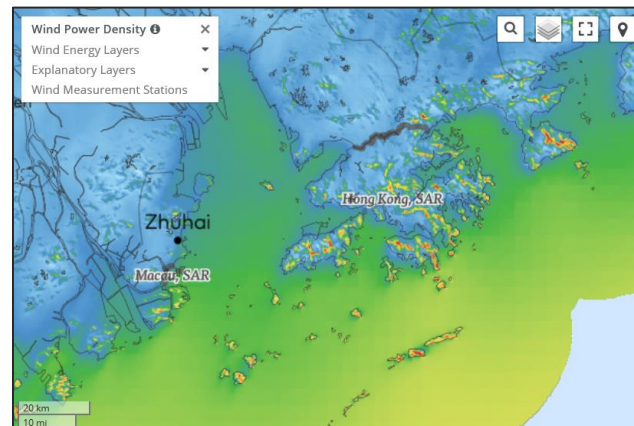 Wind Power Density
Wind Energy Layers
Explanatory Layers
Wind Measurement Stations
en
Hong Kong, SAR
Zhuhai
Macau, SAR
20 km
10 mi